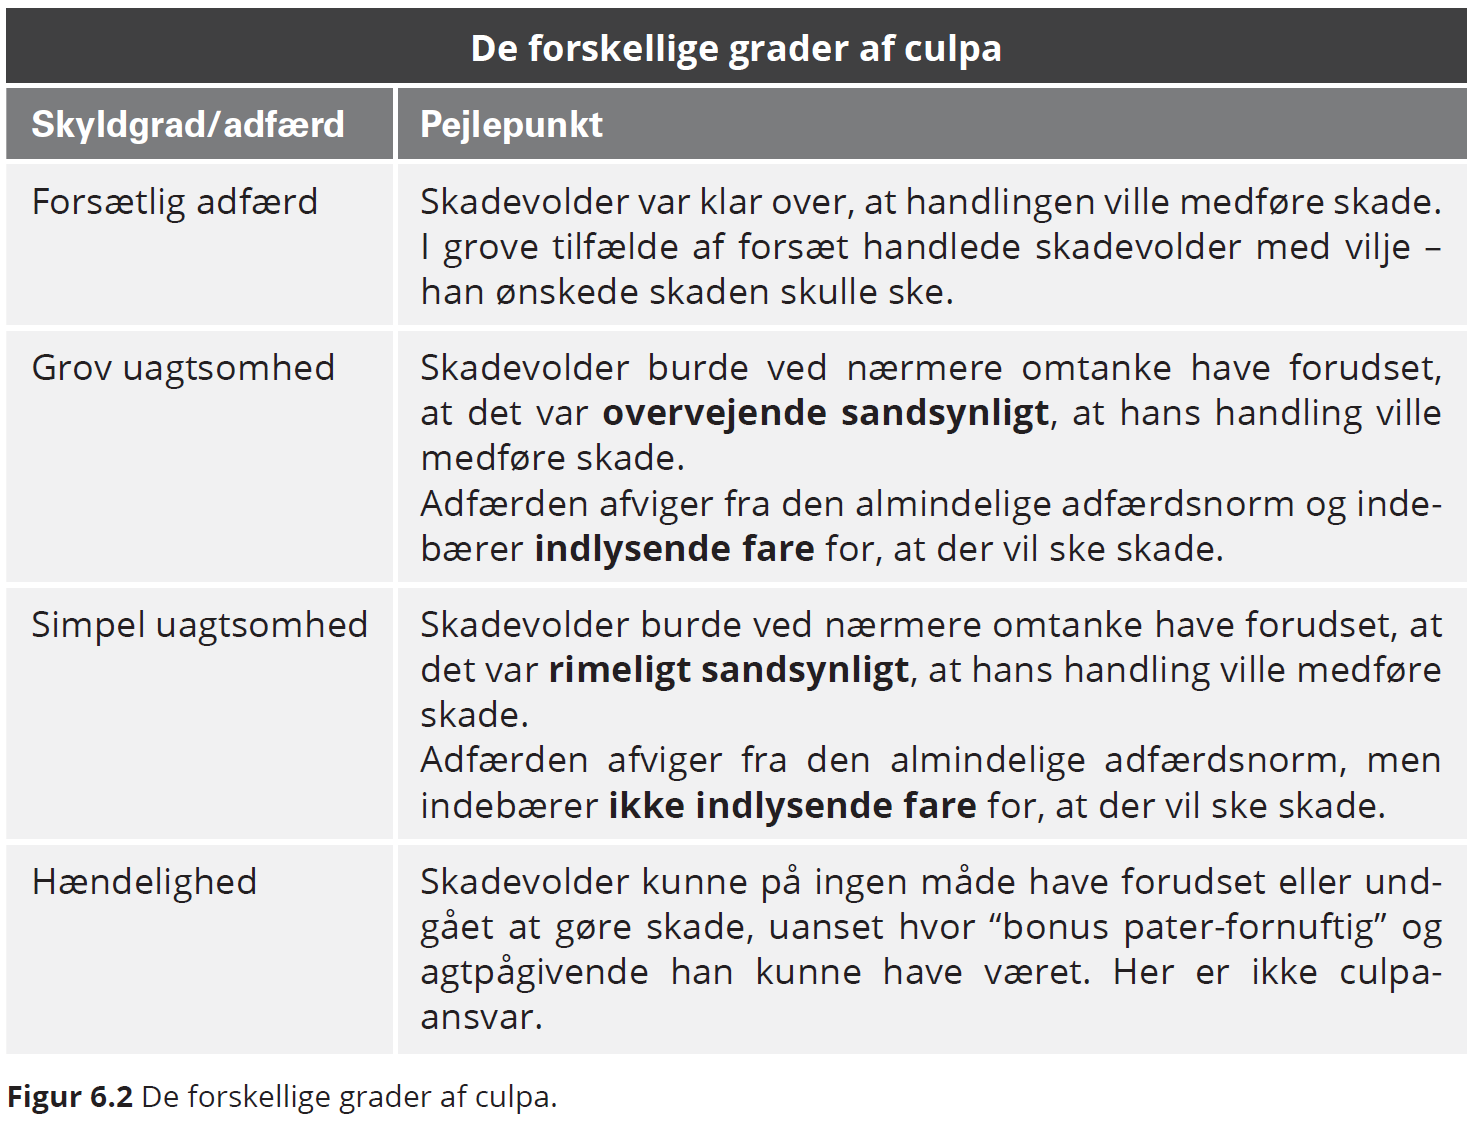 De forskellige grader af culpa
Skyldgrad/adfærd
Pejlepunkt
Forsætlig adfærd
Skadevolder var klar over, at handlingen ville medføre skade.
I grove tilfælde af forsæt handlede skadevolder med vilje –
han ønskede skaden skulle ske.
Grov uagtsomhed
Skadevolder burde ved nærmere omtanke have forudset,
at det var overvejende sandsynligt, at hans handling ville
medføre skade.
Adfærden afviger fra den almindelige adfærdsnorm og inde-
bærer indlysende fare for, at der vil ske skade.
Simpel uagtsomhed
Skadevolder burde ved nærmere omtanke have forudset, at
det var rimeligt sandsynligt, at hans handling ville medføre
skade.
Adfærden afviger fra den almindelige adfærdsnorm, men
indebærer ikke indlysende fare for, at der vil ske skade.
Hændelighed
Skadevolder kunne på ingen måde have forudset eller und-
gået at gøre skade, uanset hvor “bonus pater-fornuftig” og
agtpågivende han kunne have været. Her er ikke culpa-
ansvar.
Figur 6.2 De forskellige grader af culpa.